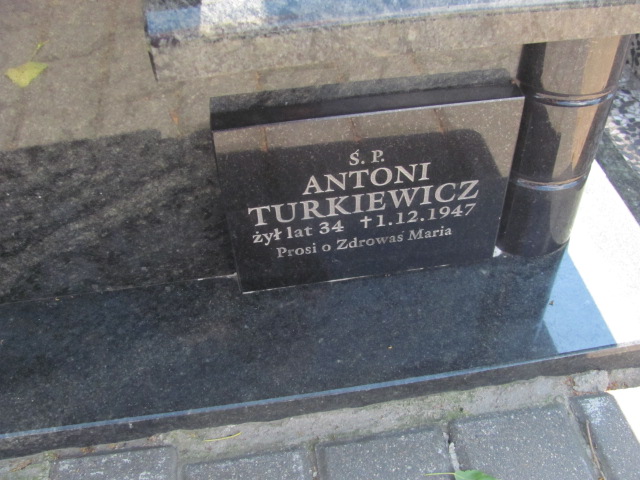 Ś. P.
ANTONI
TURKIEWICZ
żył lat 34 ✝1.12.1947
Prosi o Zdrowaś Maria